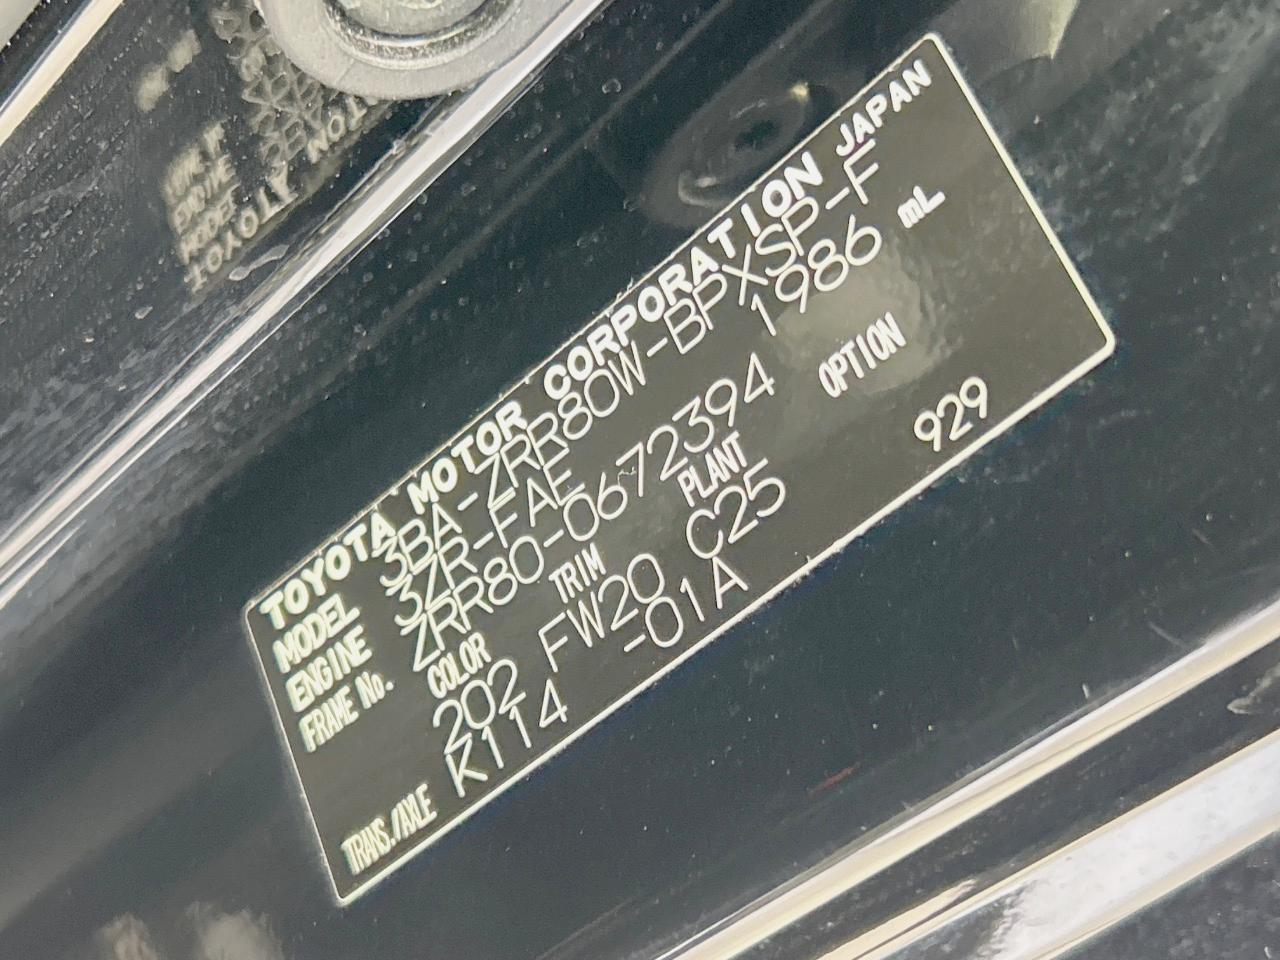 TOYOTA MOTOR CORPORATION JAPAN
MODEL 3BA-ZRR80W-BPXSP-F
ENGINE 3ZR-FAE 1986 mL
FRAME No. ZRR80-0672394
COLOR TRIM PLANT OPTION
202 FW20 C25 929
TRANS./AXLE K114 -01A